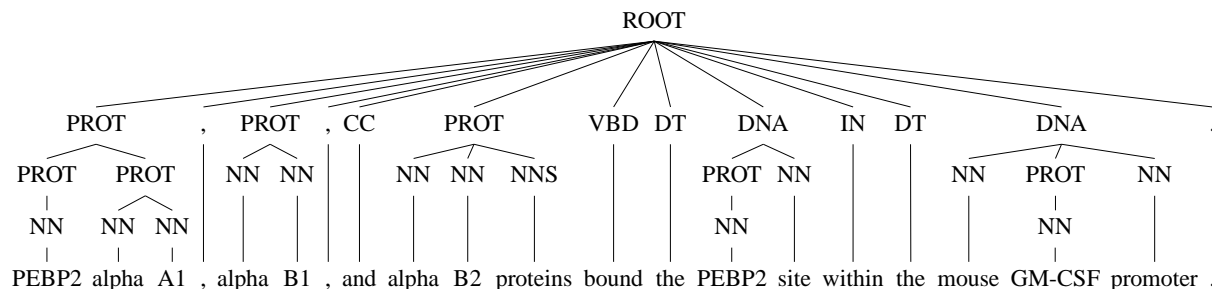 ROOT
PROT , PROT , CC PROT VBD DT DNA IN DT DNA .
PROT PROT NN NN NN NN NNS PROT NN NN PROT NN
NN NN NN NN NN
PEBP2 alpha A1 , alpha B1 , and alpha B2 proteins bound the PEBP2 site within the mouse GM-CSF promoter .